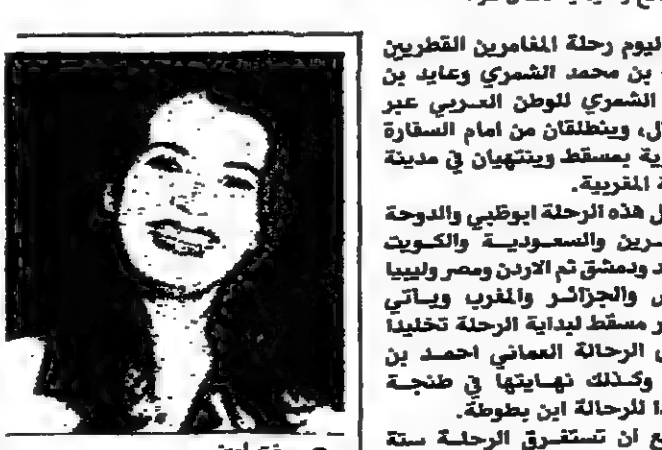 ليوم رحلة المغامرين القطريين
بن محمد الشمري وعايد بن
الشمري للوطن العربي عبر
ل، وينطلقان من امام السفارة
رية بمسقط وينتهيان في مدينة
ة المغربية.
ل هذه الرحلة ابوظبي والدوحة
رين والسعودية والكويت
د ودمشق ثم الاردن ومصر وليبيا
س والجزائر والمغرب ويأتي
ر مسقط لبداية الرحلة تخليدا
ى الرحالة العماني احمد بن
وكذلك نهايتها في طنجة
دا للرحالة ابن بطوطة.
ع ان تستغرق الرحلة ستة